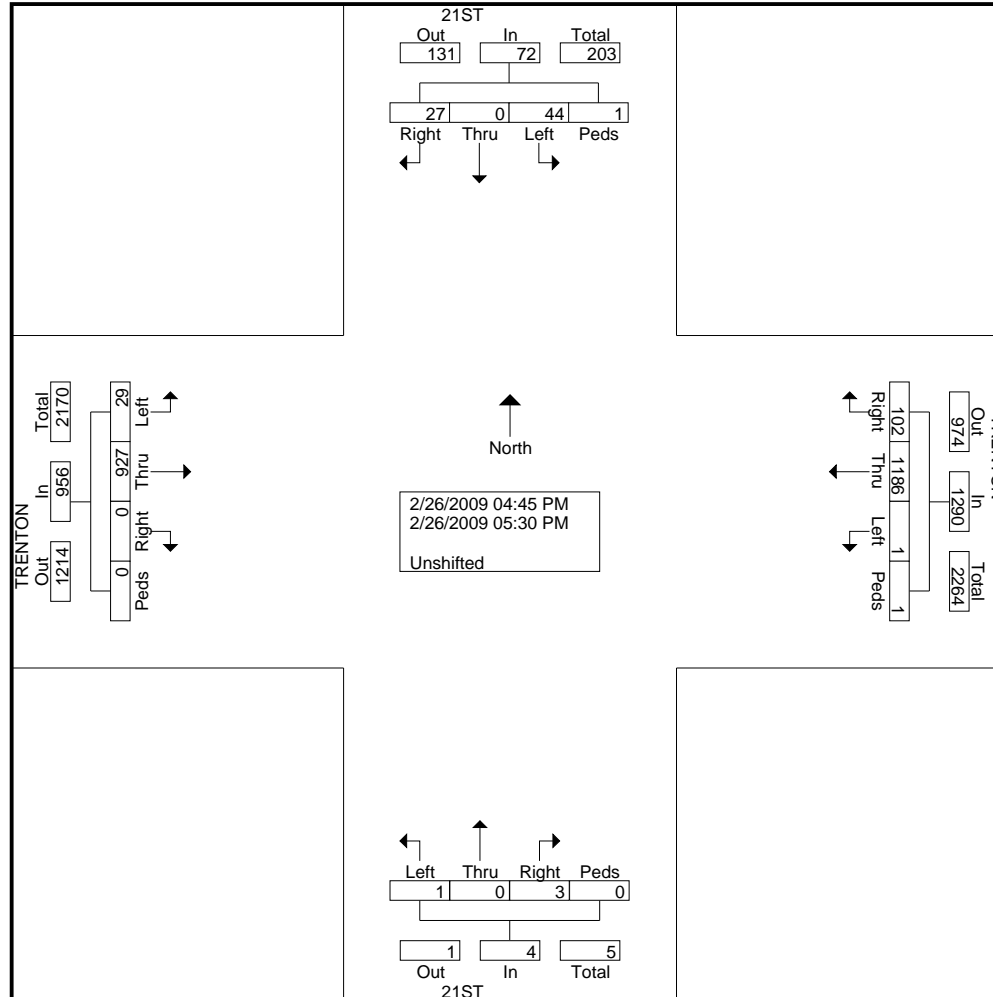 21ST
Out In Total
131 72 203
27 0 44 1
Right Thru Left Peds
North
2/26/2009 04:45 PM
2/26/2009 05:30 PM
Unshifted
TRENTON
Out In Total
1214 956 2170
29 927 0 0
Left Thru Right Peds
Out In Total
974 1290 2264
102 1186 1 1
Right Thru Left Peds
Left Thru Right Peds
1 0 3 0
1 4 5
Out In Total
21ST